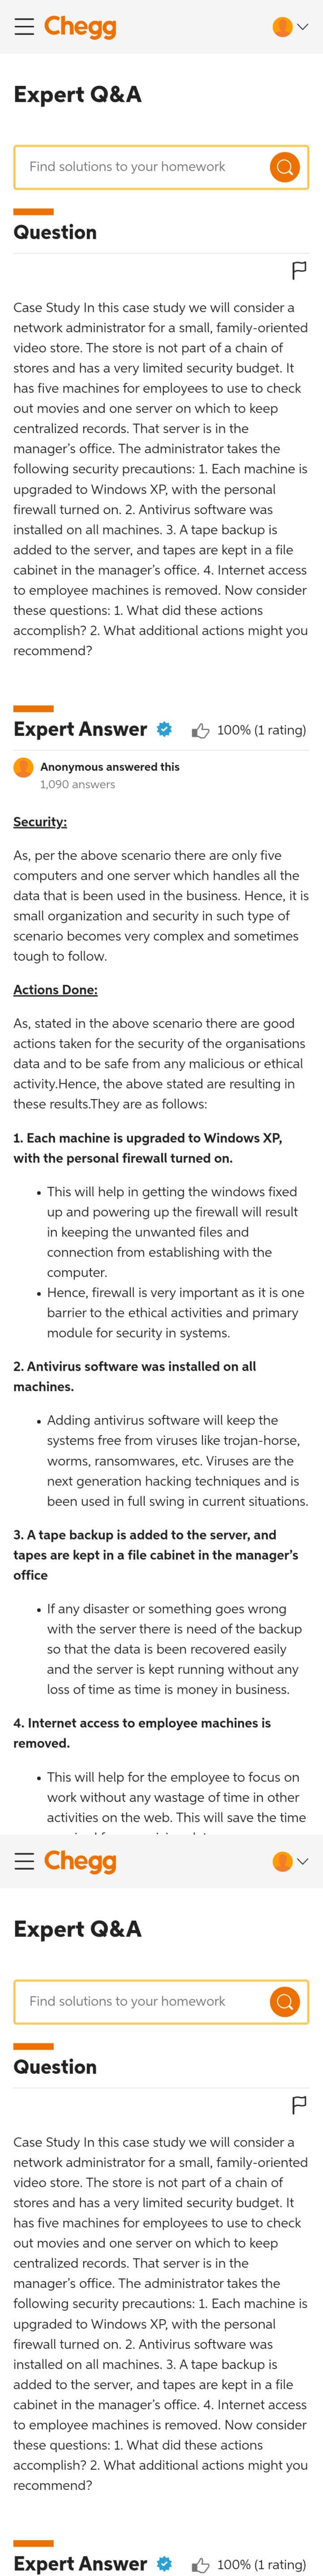 Chegg
Expert Q&A
Find solutions to your homework
Question
Case Study In this case study we will consider a
network administrator for a small, family-oriented
video store. The store is not part of a chain of
stores and has a very limited security budget. It
has five machines for employees to use to check
out movies and one server on which to keep
centralized records. That server is in the
manager's office. The administrator takes the
following security precautions: 1. Each machine is
upgraded to Windows XP, with the personal
firewall turned on. 2. Antivirus software was
installed on all machines. 3. A tape backup is
added to the server, and tapes are kept in a file
cabinet in the manager's office. 4. Internet access
to employee machines is removed. Now consider
these questions: 1. What did these actions
accomplish? 2. What additional actions might you
recommend?
Expert Answer 100% (1 rating)
Anonymous answered this
1,090 answers
Security:
As, per the above scenario there are only five
computers and one server which handles all the
data that is been used in the business. Hence, it is
small organization and security in such type of
scenario becomes very complex and sometimes
tough to follow.
Actions Done:
As, stated in the above scenario there are good
actions taken for the security of the organisations
data and to be safe from any malicious or ethical
activity.Hence, the above stated are resulting in
these results.They are as follows:
1. Each machine is upgraded to Windows XP,
with the personal firewall turned on.
• This will help in getting the windows fixed
up and powering up the firewall will result
in keeping the unwanted files and
connection from establishing with the
computer.
• Hence, firewall is very important as it is one
barrier to the ethical activities and primary
module for security in systems.
2. Antivirus software was installed on all
machines.
• Adding antivirus software will keep the
systems free from viruses like trojan-horse,
worms, ransomwares, etc. Viruses are the
next generation hacking techniques and is
been used in full swing in current situations.
3. A tape backup is added to the server, and
tapes are kept in a file cabinet in the manager's
office
• If any disaster or something goes wrong
with the server there is need of the backup
so that the data is been recovered easily
and the server is kept running without any
loss of time as time is money in business.
4. Internet access to employee machines is
removed.
• This will help for the employee to focus on
work without any wastage of time in other
activities on the web. This will save the time
Chegg
Expert Q&A
Find solutions to your homework
Question
Case Study In this case study we will consider a
network administrator for a small, family-oriented
video store. The store is not part of a chain of
stores and has a very limited security budget. It
has five machines for employees to use to check
out movies and one server on which to keep
centralized records. That server is in the
manager's office. The administrator takes the
following security precautions: 1. Each machine is
upgraded to Windows XP, with the personal
firewall turned on. 2. Antivirus software was
installed on all machines. 3. A tape backup is
added to the server, and tapes are kept in a file
cabinet in the manager's office. 4. Internet access
to employee machines is removed. Now consider
these questions: 1. What did these actions
accomplish? 2. What additional actions might you
recommend?
Expert Answer 100% (1 rating)